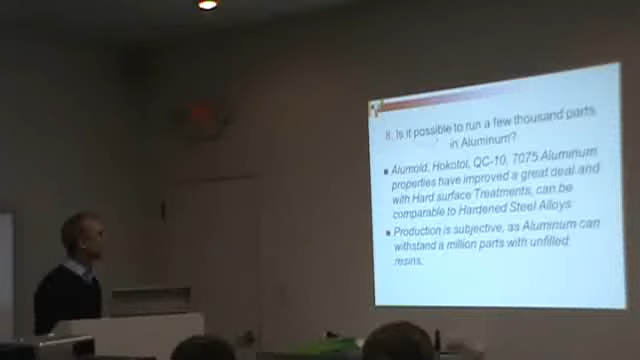 8. Is it possible to run a few thousand parts
in Aluminum?
Alumold, Hokotol, QC-10, 7075 Aluminum
properties have improved a great deal and
with Hard surface Treatments, can be
comparable to Hardened Steel Alloys
Production is subjective, as Aluminum can
withstand a million parts with unfilled
resins.